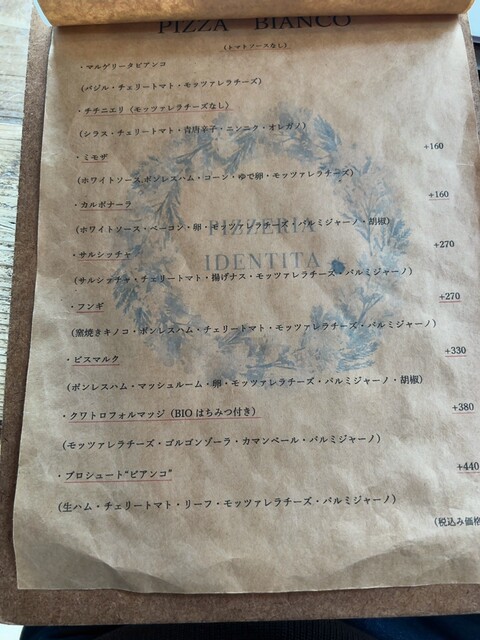 PIZZA BIANCO
(トマトソースなし)
・マルゲリータビアンコ
(バジル・チェリートマト・モッツァレラチーズ)
・チチニエリ (モッツァレラチーズなし)
(シラス・チェリートマト・青唐辛子・ニンニク・オレガノ)
・ミモザ +160
(ホワイトソース,ボンレスハム・コーン・ゆで卵・モッツァレラチーズ)
・カルボナーラ +160
(ホワイトソース・ベーコン・卵・モッツァレラチーズ・パルミジャーノ・胡椒)
・サルシッチャ +270
(サルシッチャ・チェリートマト・揚げナス・モッツァレラチーズ・パルミジャーノ)
・フンギ +270
(窯焼きキノコ・ボンレスハム・チェリートマト・モッツァレラチーズ・パルミジャーノ)
・ビスマルク +330
(ボンレスハム・マッシュルーム・卵・モッツァレラチーズ・パルミジャーノ・胡椒)
・クワトロフォルマッジ (BIO はちみつ付き) +380
(モッツァレラチーズ・ゴルゴンゾーラ・カマンベール・パルミジャーノ)
・プロシュート"ビアンコ" +440
(生ハム・チェリートマト・リーフ・モッツァレラチーズ・パルミジャーノ)
(税込み価格
PIZZERIA
IDENTITA